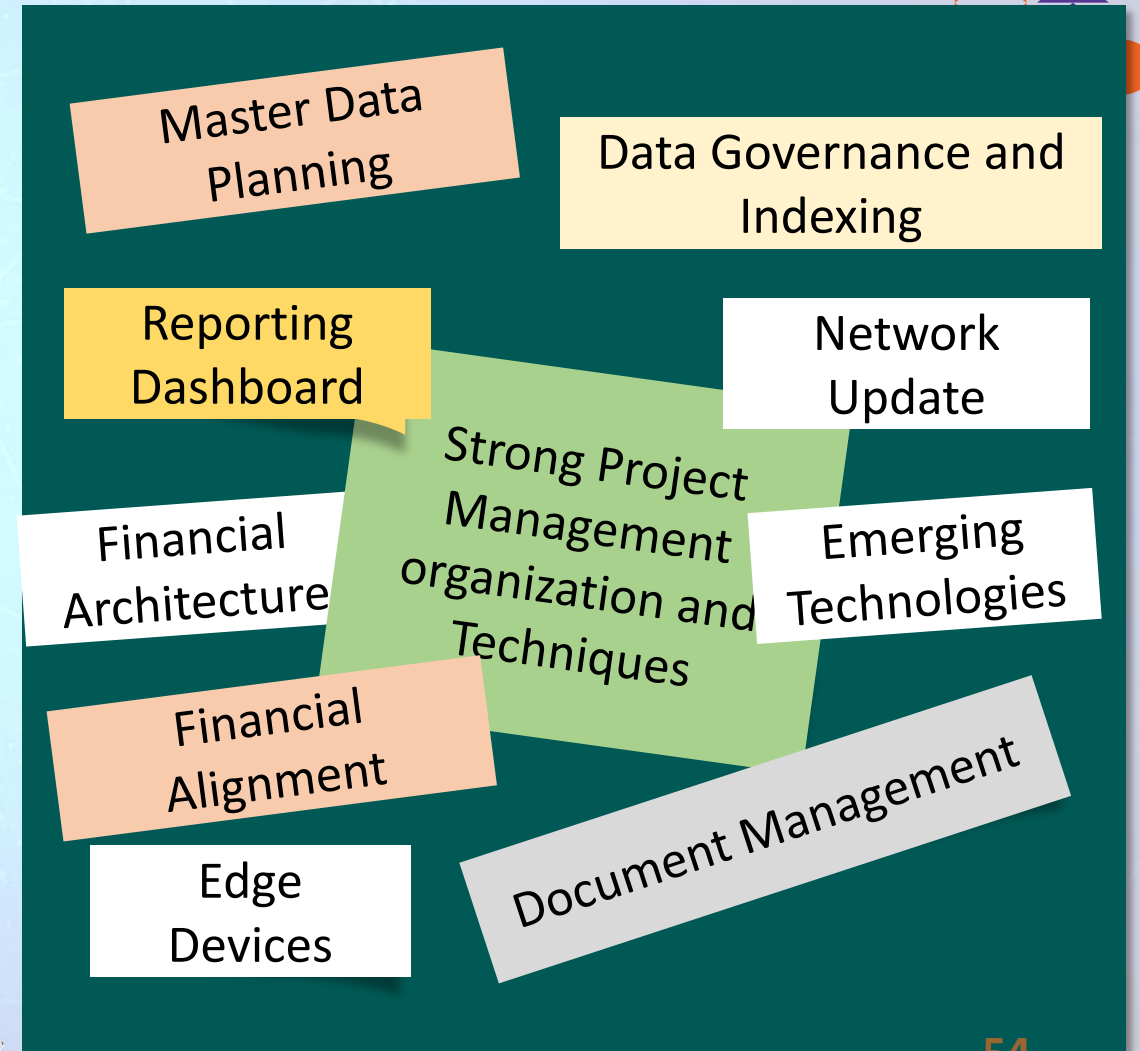 Master Data
Planning
Data Governance and
Indexing
Reporting
Dashboard
Network
Update
Strong Project
Management
organization and
Techniques
Financial
Architecture
Emerging
Technologies
Financial
Alignment
Document Management
Edge
Devices
54